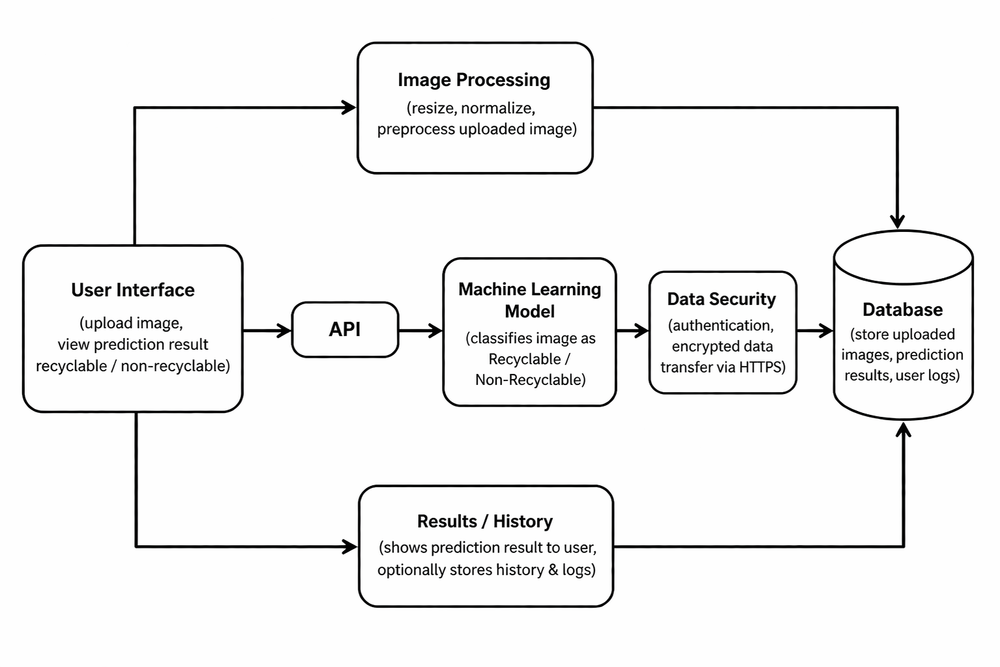 Image Processing
(resize, normalize,
preprocess uploaded image)
User Interface
(upload image,
view prediction result
recyclable / non-recyclable)
API
Machine Learning
Model
(classifies image as
Recyclable /
Non-Recyclable)
Data Security
(authentication,
encrypted data
transfer via HTTPS)
Database
(store uploaded
images, prediction
results, user logs)
Results / History
(shows prediction result to user,
optionally stores history & logs)